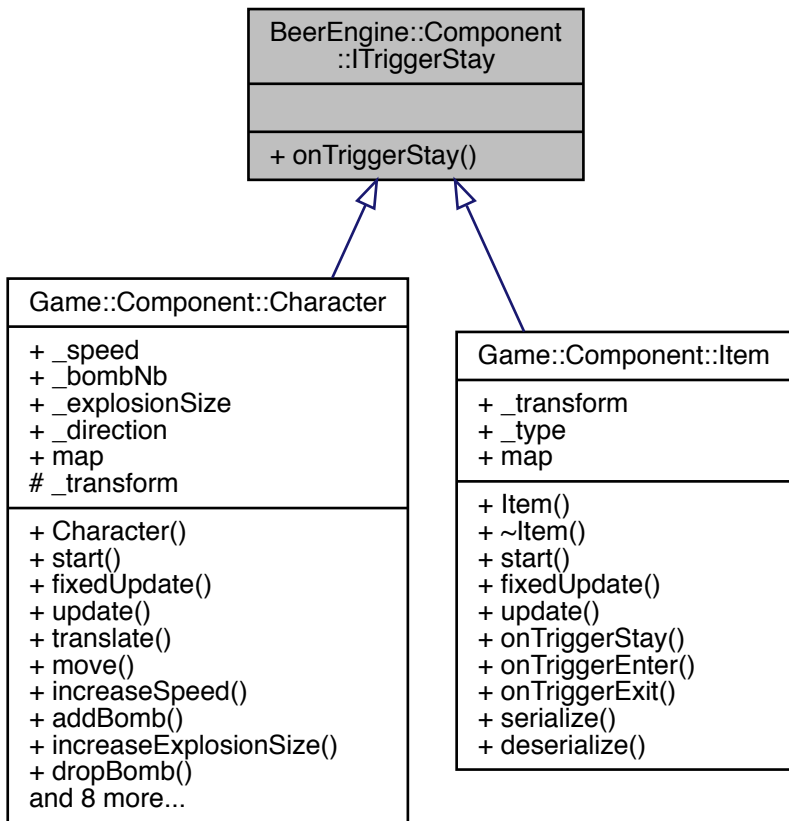 BeerEngine::Component
::ITriggerStay
+ onTriggerStay()
Game::Component::Character
+ _speed
+ _bombNb
+ _explosionSize
+ _direction
+ map
# _transform
+ Character()
+ start()
+ fixedUpdate()
+ update()
+ translate()
+ move()
+ increaseSpeed()
+ addBomb()
+ increaseExplosionSize()
+ dropBomb()
and 8 more...
Game::Component::Item
+ _transform
+ _type
+ map
+ Item()
+ ~Item()
+ start()
+ fixedUpdate()
+ update()
+ onTriggerStay()
+ onTriggerEnter()
+ onTriggerExit()
+ serialize()
+ deserialize()